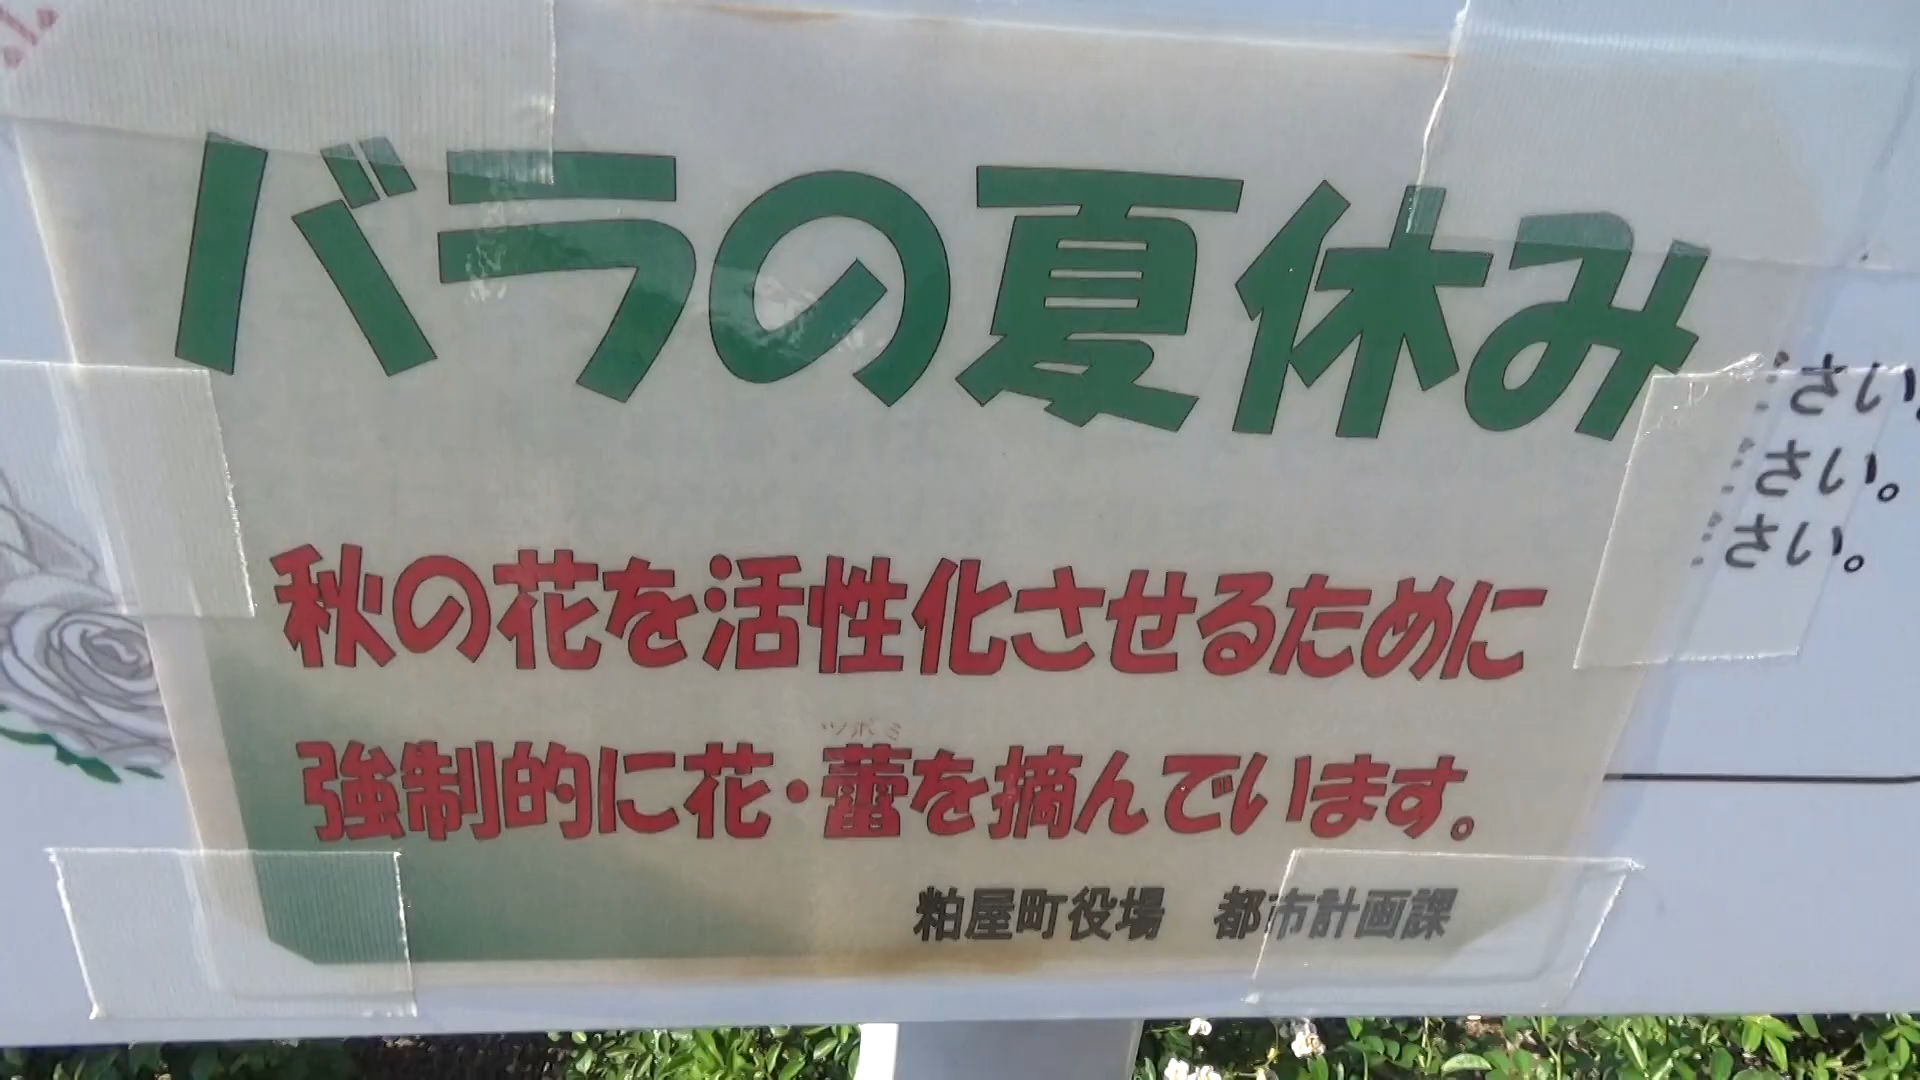 バラの夏休み
秋の花を活性化させるために
ツボミ
強制的に花・蕾を摘んでいます。
粕屋町役場 都市計画課
さい。
さい。
さい。